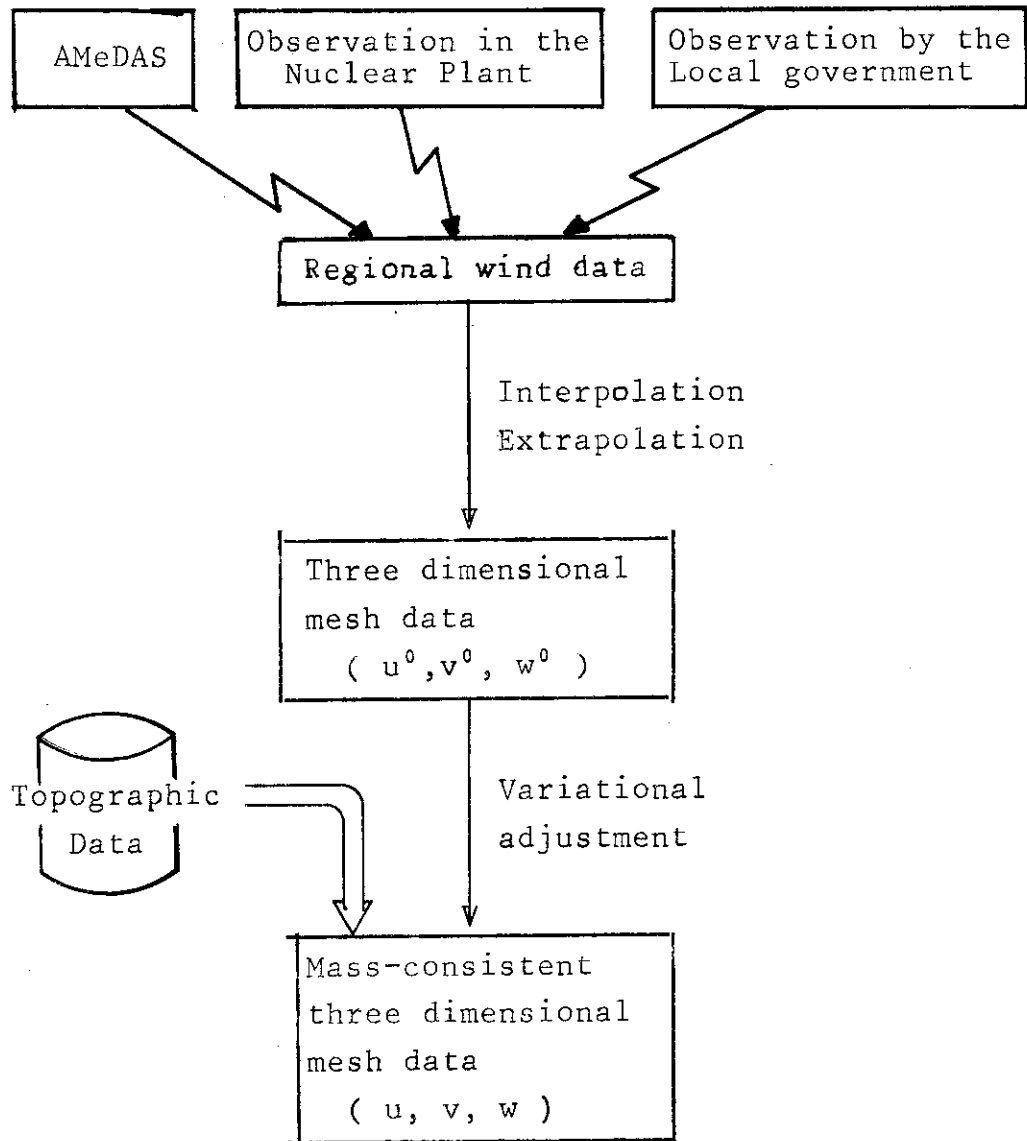 AMeDAS
Observation in the
Nuclear Plant
Observation by the
Local government
Regional wind data
Interpolation
Extrapolation
Three dimensional
mesh data
( u⁰,v⁰, w⁰ )
Topographic
Data
Variational
adjustment
Mass-consistent
three dimensional
mesh data
( u, v, w )